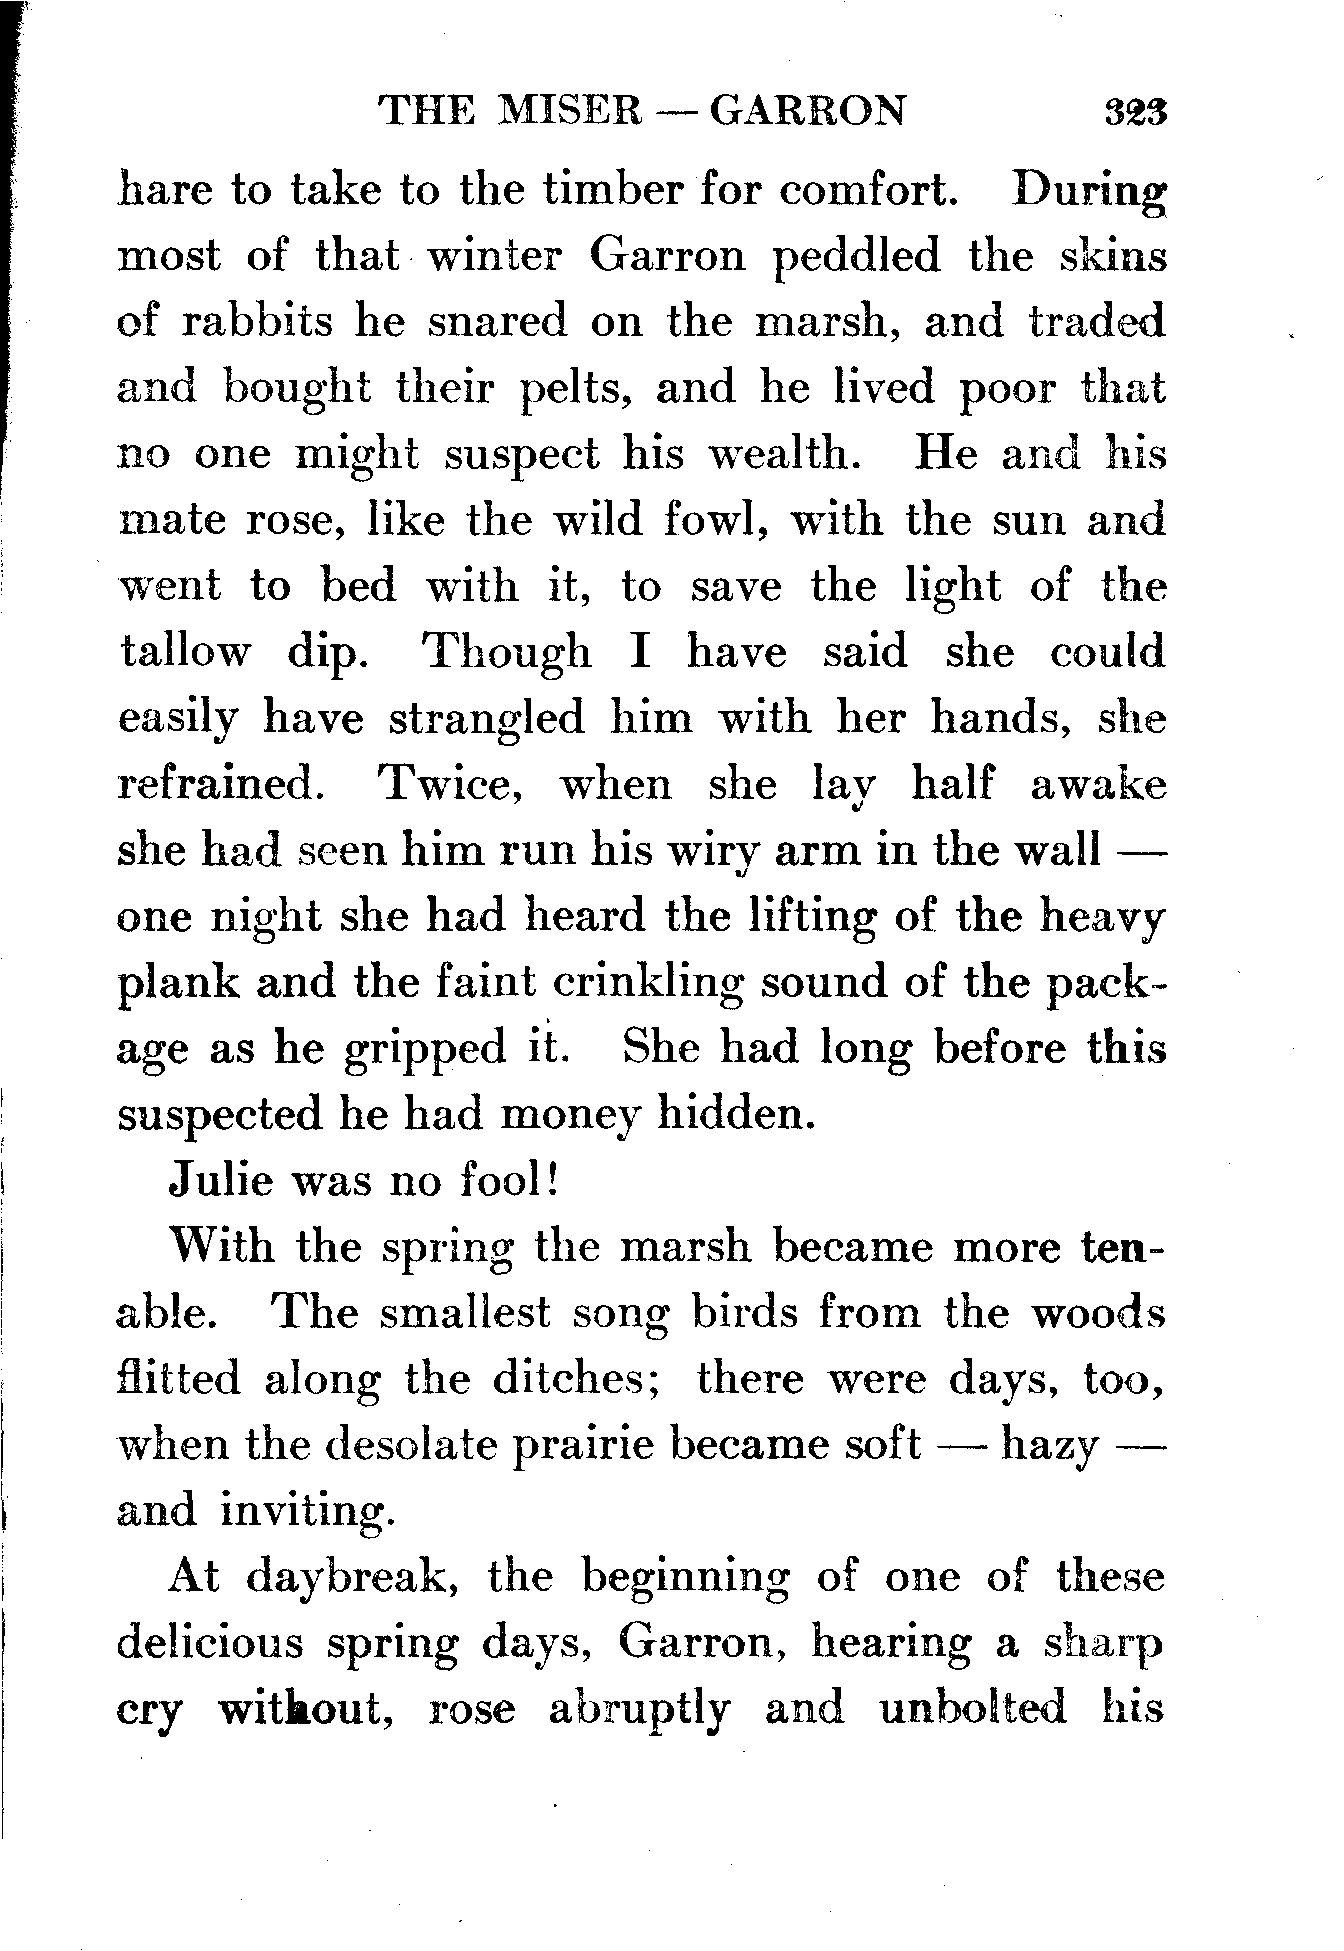 THE MISER — GARRON 323
hare to take to the timber for comfort. During
most of that winter Garron peddled the skins
of rabbits he snared on the marsh, and traded
and bought their pelts, and he lived poor that
no one might suspect his wealth. He and his
mate rose, like the wild fowl, with the sun and
went to bed with it, to save the light of the
tallow dip. Though I have said she could
easily have strangled him with her hands, she
refrained. Twice, when she lay half awake
she had seen him run his wiry arm in the wall —
one night she had heard the lifting of the heavy
plank and the faint crinkling sound of the pack-
age as he gripped it. She had long before this
suspected he had money hidden.
Julie was no fool!
With the spring the marsh became more ten-
able. The smallest song birds from the woods
flitted along the ditches; there were days, too,
when the desolate prairie became soft — hazy —
and inviting.
At daybreak, the beginning of one of these
delicious spring days, Garron, hearing a sharp
cry without, rose abruptly and unbolted his